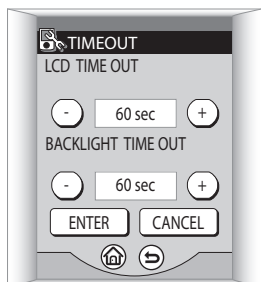 TIMEOUT
LCD TIME OUT
- 60 sec +
BACKLIGHT TIME OUT
- 60 sec +
ENTER CANCEL